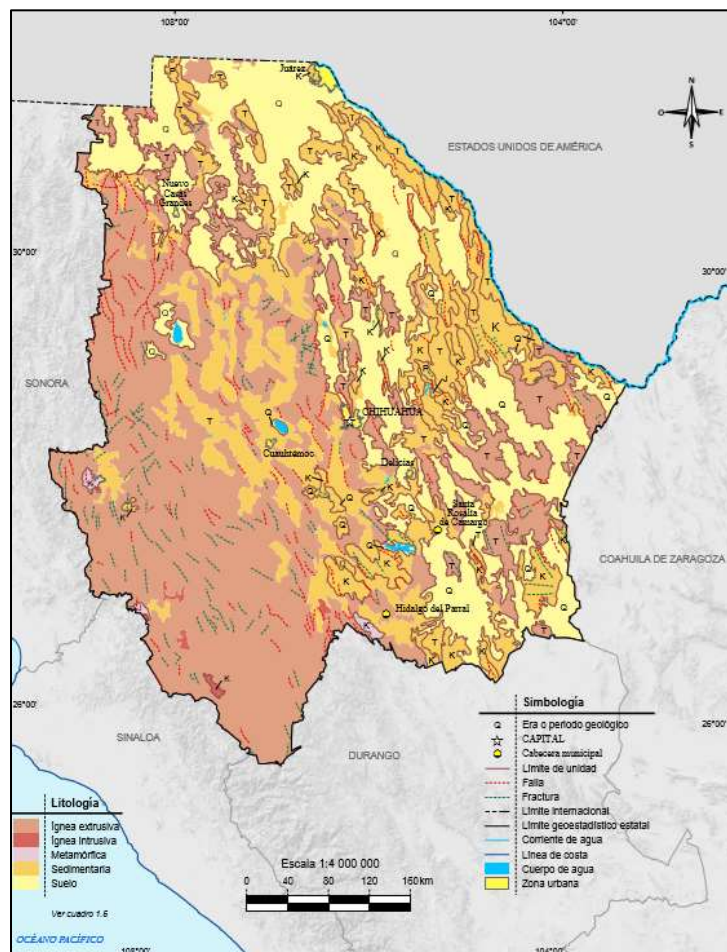 108°00'
104°00'
Juárez
N
O
E
S
ESTADOS UNIDOS DE AMÉRICA
Nuevo
Casas
Grandes
30°00'
30°00'
SONORA
CHIHUAHUA
Cuauhtémoc
Delicias
Santa
Rosalía
de Camargo
COAHUILA DE ZARAGOZA
Hidalgo del Parral
26°00'
26°00'
SINALOA
DURANGO
Simbología
Q Era o periodo geológico
CAPITAL
Cabecera municipal
Límite de unidad
Falla
Fractura
Límite internacional
Límite geoestadístico estatal
Corriente de agua
Línea de costa
Cuerpo de agua
Zona urbana
Litología
Ígnea extrusiva
Ígnea intrusiva
Metamórfica
Sedimentaria
Suelo
Ver cuadro 1.5
Escala 1:4 000 000
0 40 80 120 160 km
OCÉANO PACÍFICO
108°00'
104°00'